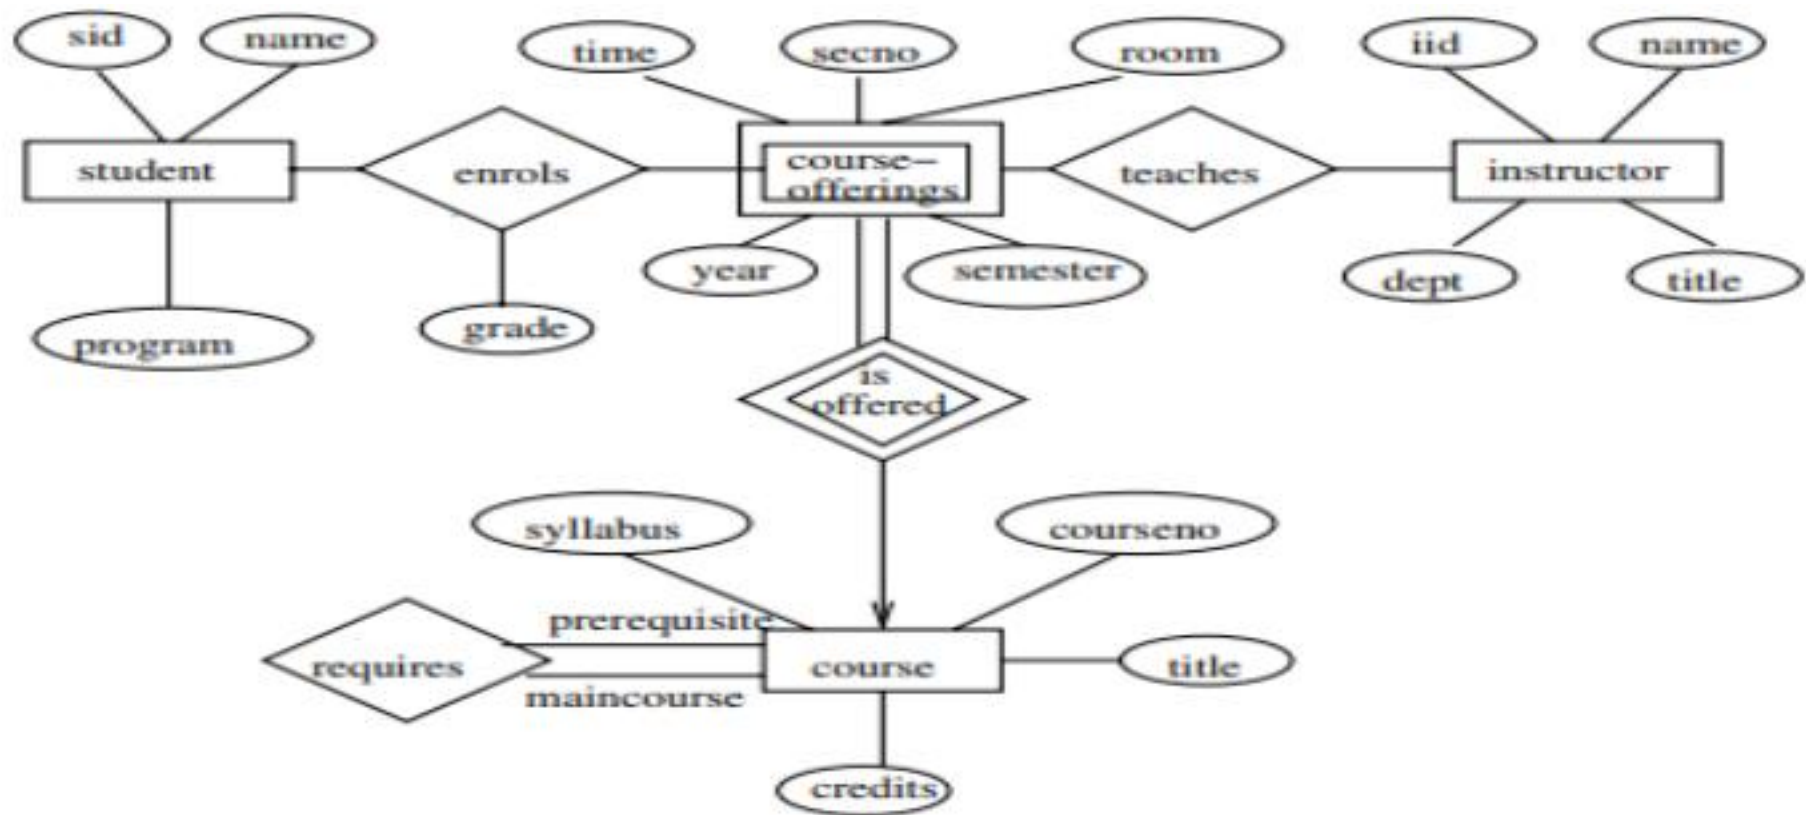 sid
name
time
secno
room
iid
name
student
enrols
course-
offerings
teaches
instructor
year
semester
dept
title
program
grade
is
offered
syllabus
courseno
prerequisite
requires
course
title
maincourse
credits